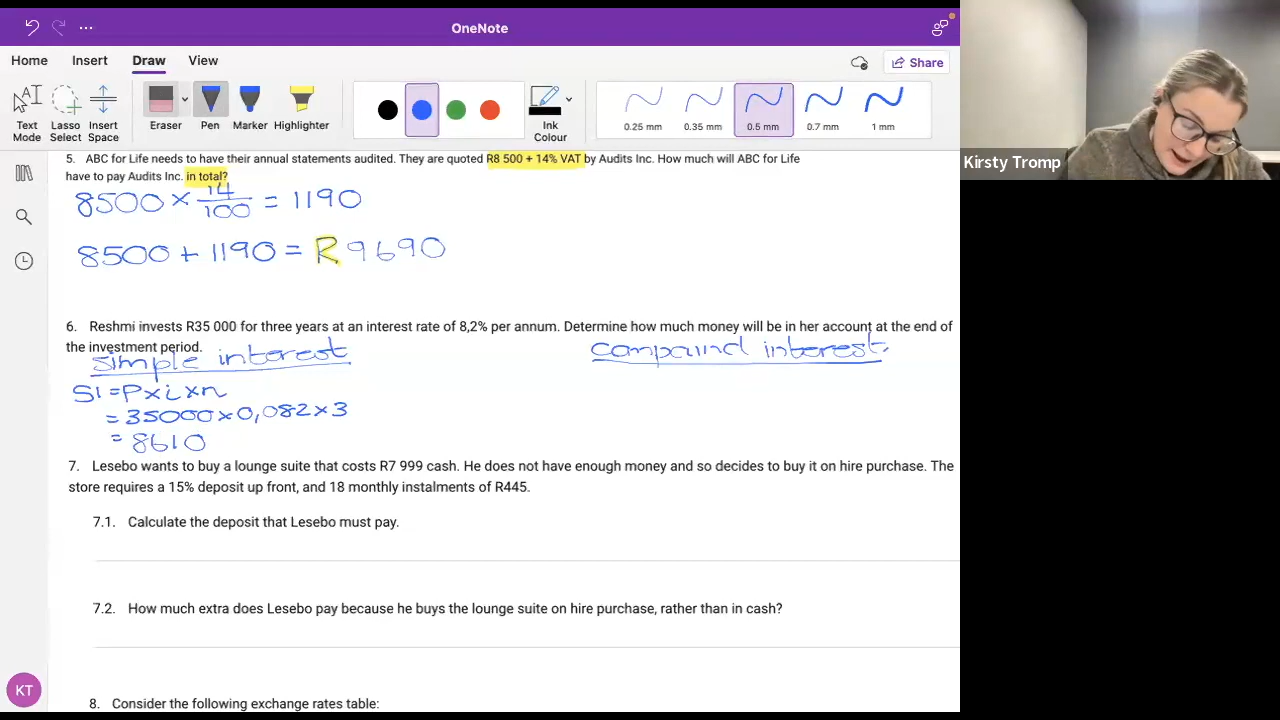 OneNote
Home Insert Draw View
Share
Text Mode
Lasso Select
Insert Space
Eraser
Pen
Marker
Highlighter
Ink Colour
0.25 mm 0.35 mm 0.5 mm 0.7 mm 1 mm
Kirsty Tromp
5. ABC for Life needs to have their annual statements audited. They are quoted R8 500 + 14% VAT by Audits Inc. How much will ABC for Life
have to pay Audits Inc. in total?
8500 × 14/100 = 1190
8500 + 1190 = R9690
6. Reshmi invests R35 000 for three years at an interest rate of 8,2% per annum. Determine how much money will be in her account at the end of
the investment period.
simple interest
compound interest
SI = P×i×n
= 35000×0,082×3
= 8610
7. Lesebo wants to buy a lounge suite that costs R7 999 cash. He does not have enough money and so decides to buy it on hire purchase. The
store requires a 15% deposit up front, and 18 monthly instalments of R445.
7.1. Calculate the deposit that Lesebo must pay.
7.2. How much extra does Lesebo pay because he buys the lounge suite on hire purchase, rather than in cash?
KT
8. Consider the following exchange rates table: